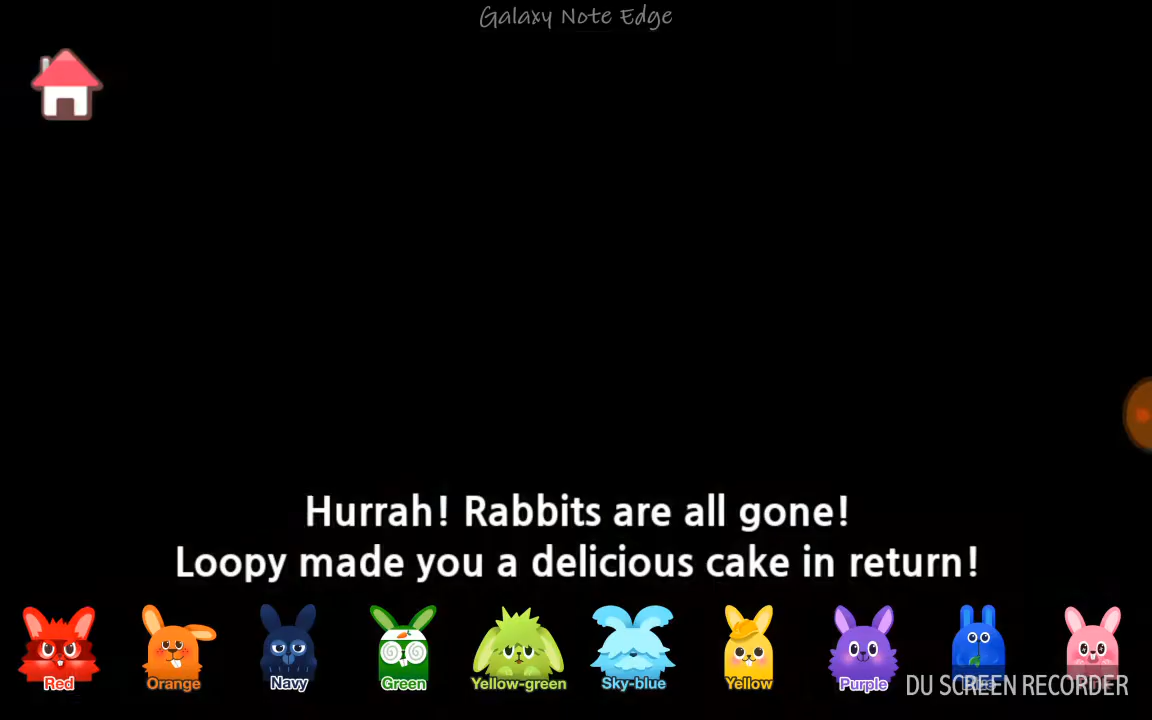 Galaxy Note Edge
Hurrah! Rabbits are all gone!
Loopy made you a delicious cake in return!
Red Orange Navy Green Yellow-green Sky-blue Yellow Purple
DU SCREEN RECORDER